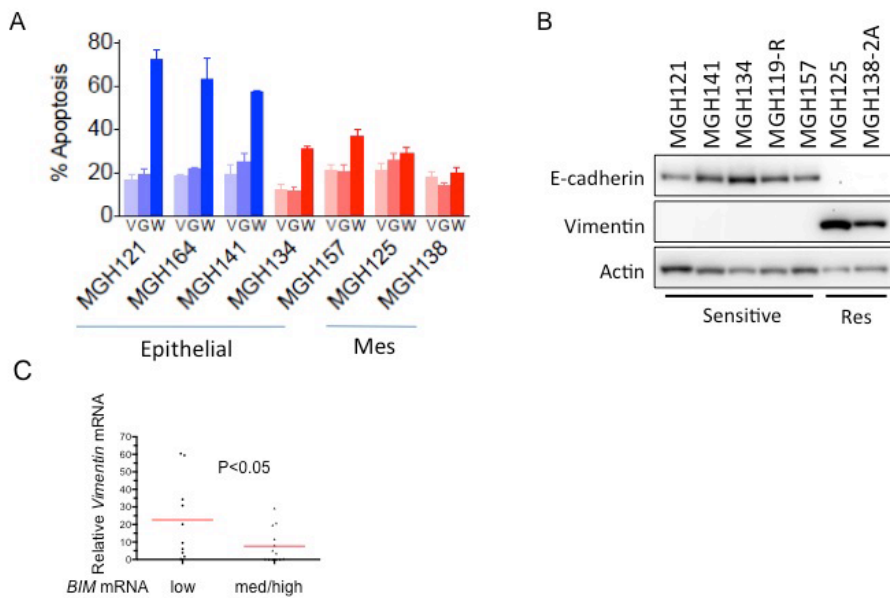 A
% Apoptosis
80
60
40
20
0
VGW VGW VGW VGW VGW VGW VGW
MGH121 MGH164 MGH141 MGH134 MGH157 MGH125 MGH138
Epithelial Mes
B
MGH121 MGH141 MGH134 MGH119-R MGH157 MGH125 MGH138-2A
E-cadherin
Vimentin
Actin
Sensitive Res
C
Relative Vimentin mRNA
70
60
50
40
30
20
10
0
P<0.05
BIM mRNA low med/high